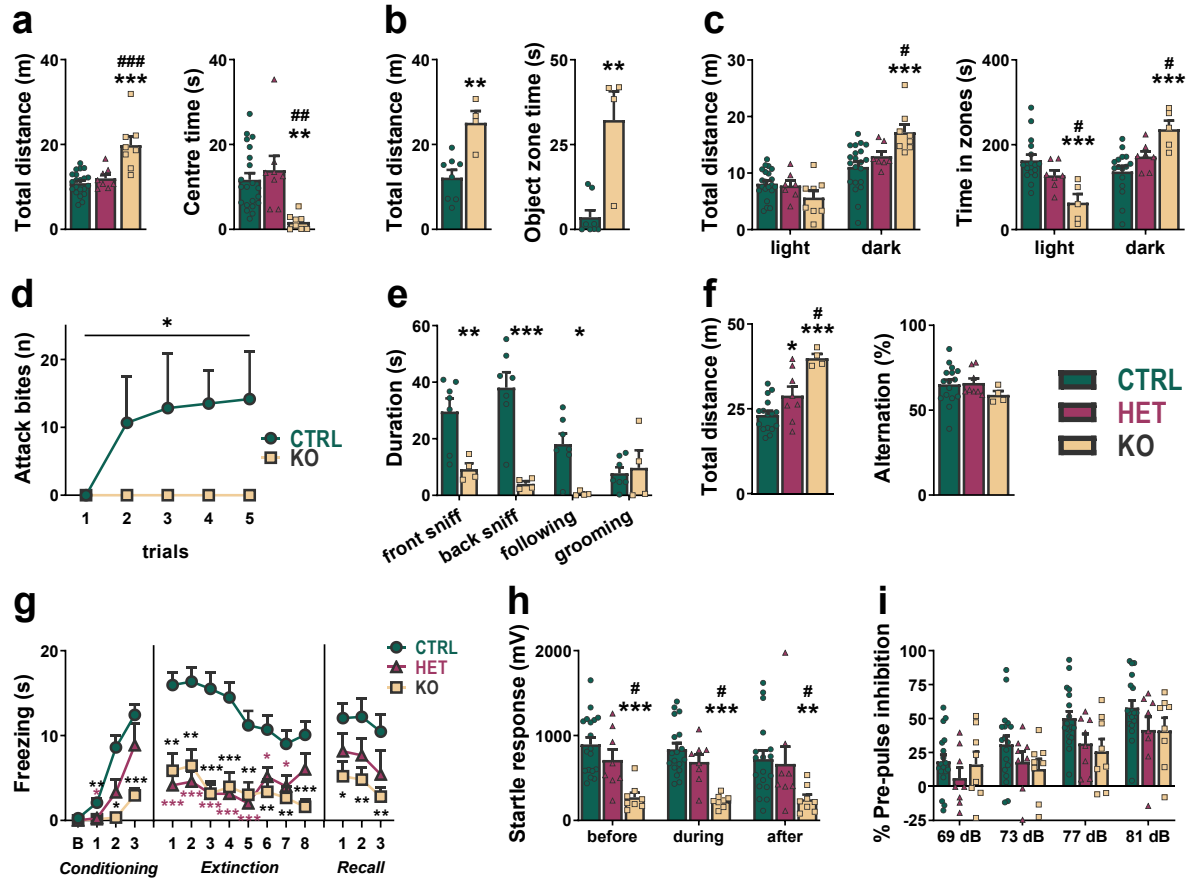 a
Total distance (m)
40
20
0
###
***
Centre time (s)
40
20
0
##
**
b
Total distance (m)
40
20
0
**
Object zone time (s)
50
0
**
c
Total distance (m)
30
20
10
0
#
***
light
dark
Time in zones (s)
400
200
0
#
***
#
***
light
dark
d
Attack bites (n)
20
10
0
*
CTRL
KO
1 2 3 4 5
trials
e
Duration (s)
60
40
20
0
**
***
*
front sniff
back sniff
following
grooming
f
Total distance (m)
50
25
0
*
#
***
Alternation (%)
100
50
0
CTRL
HET
KO
g
Freezing (s)
20
10
0
CTRL
HET
KO
**
*
*
***
** ** *** *** ** * * ***
*** *** *** *** *** ** **
* ** **
B 1 2 3
1 2 3 4 5 6 7 8
1 2 3
Conditioning
Extinction
Recall
h
Startle response (mV)
2000
1000
0
#
***
#
***
#
**
before
during
after
i
% Pre-pulse inhibition
100
75
50
25
0
-25
69 dB
73 dB
77 dB
81 dB